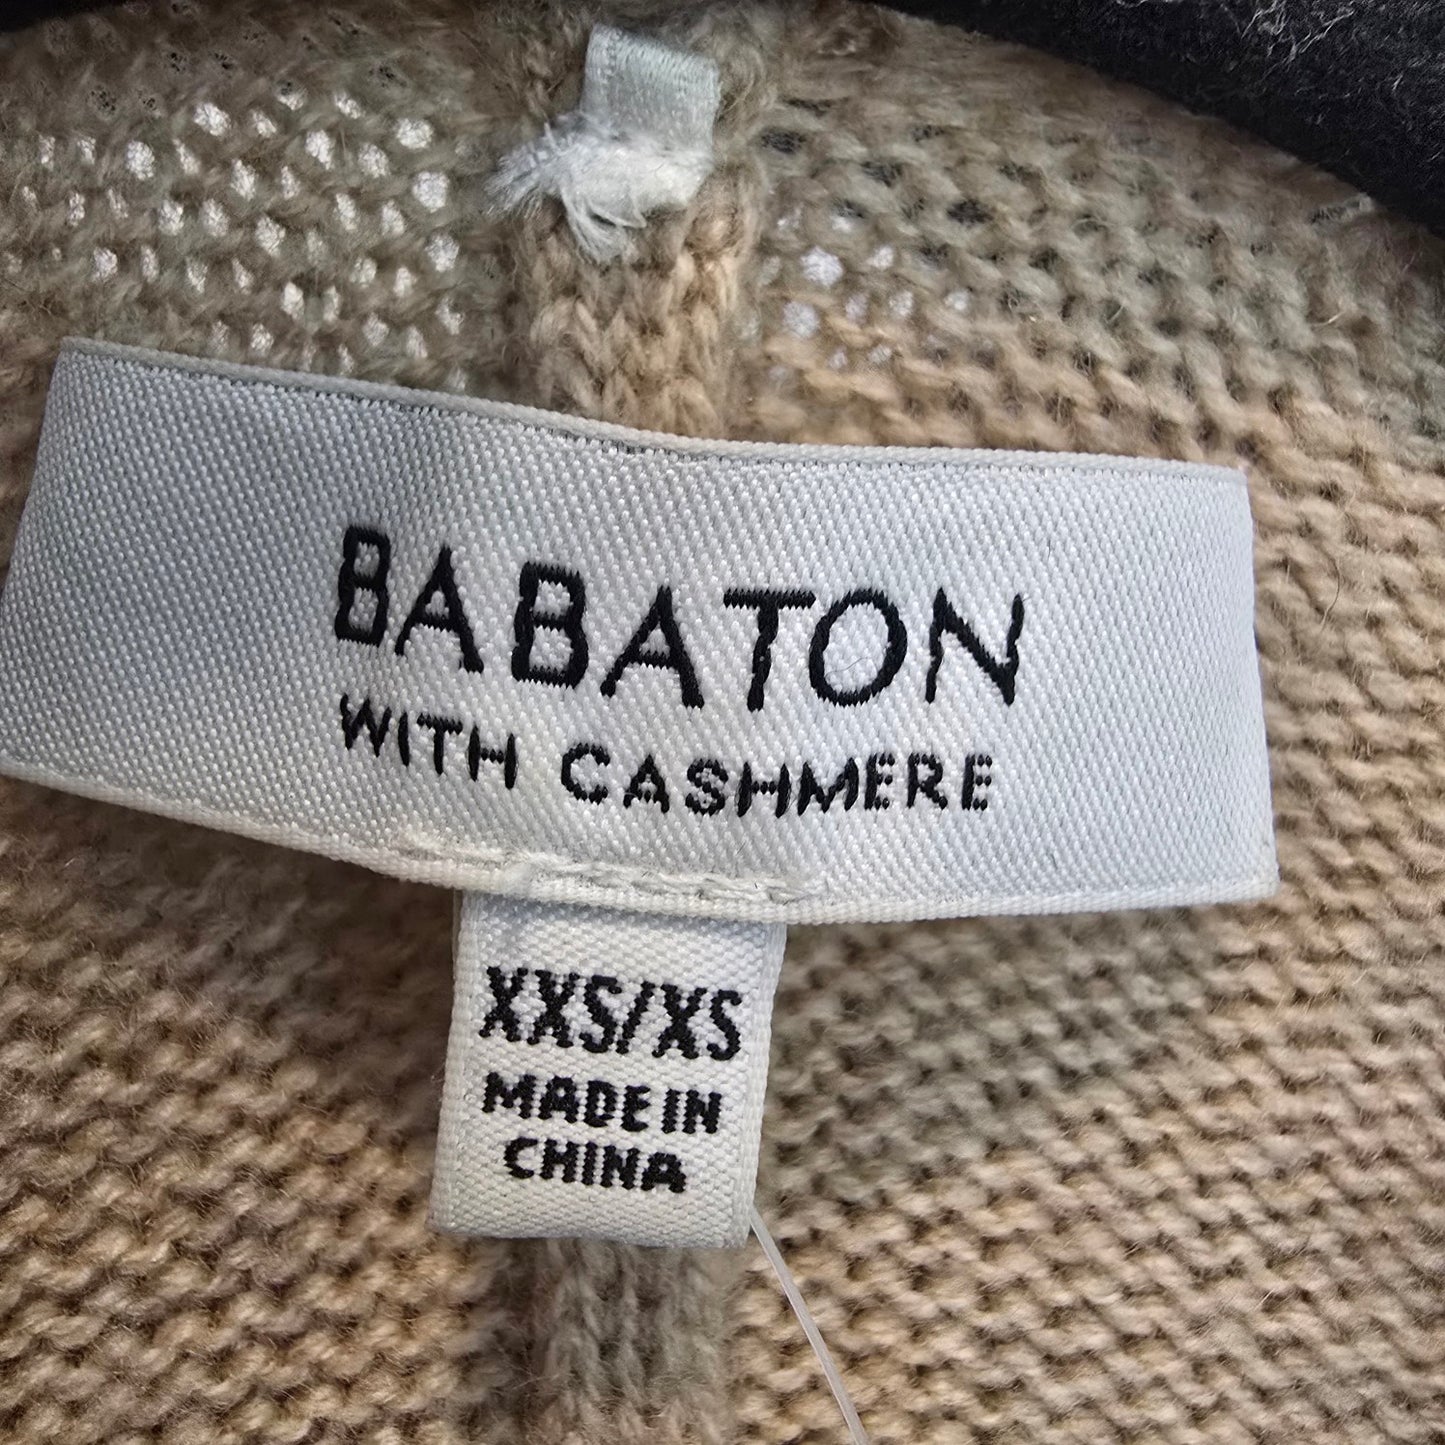 BABATON
WITH CASHMERE
XXS/XS
MADE IN
CHINA